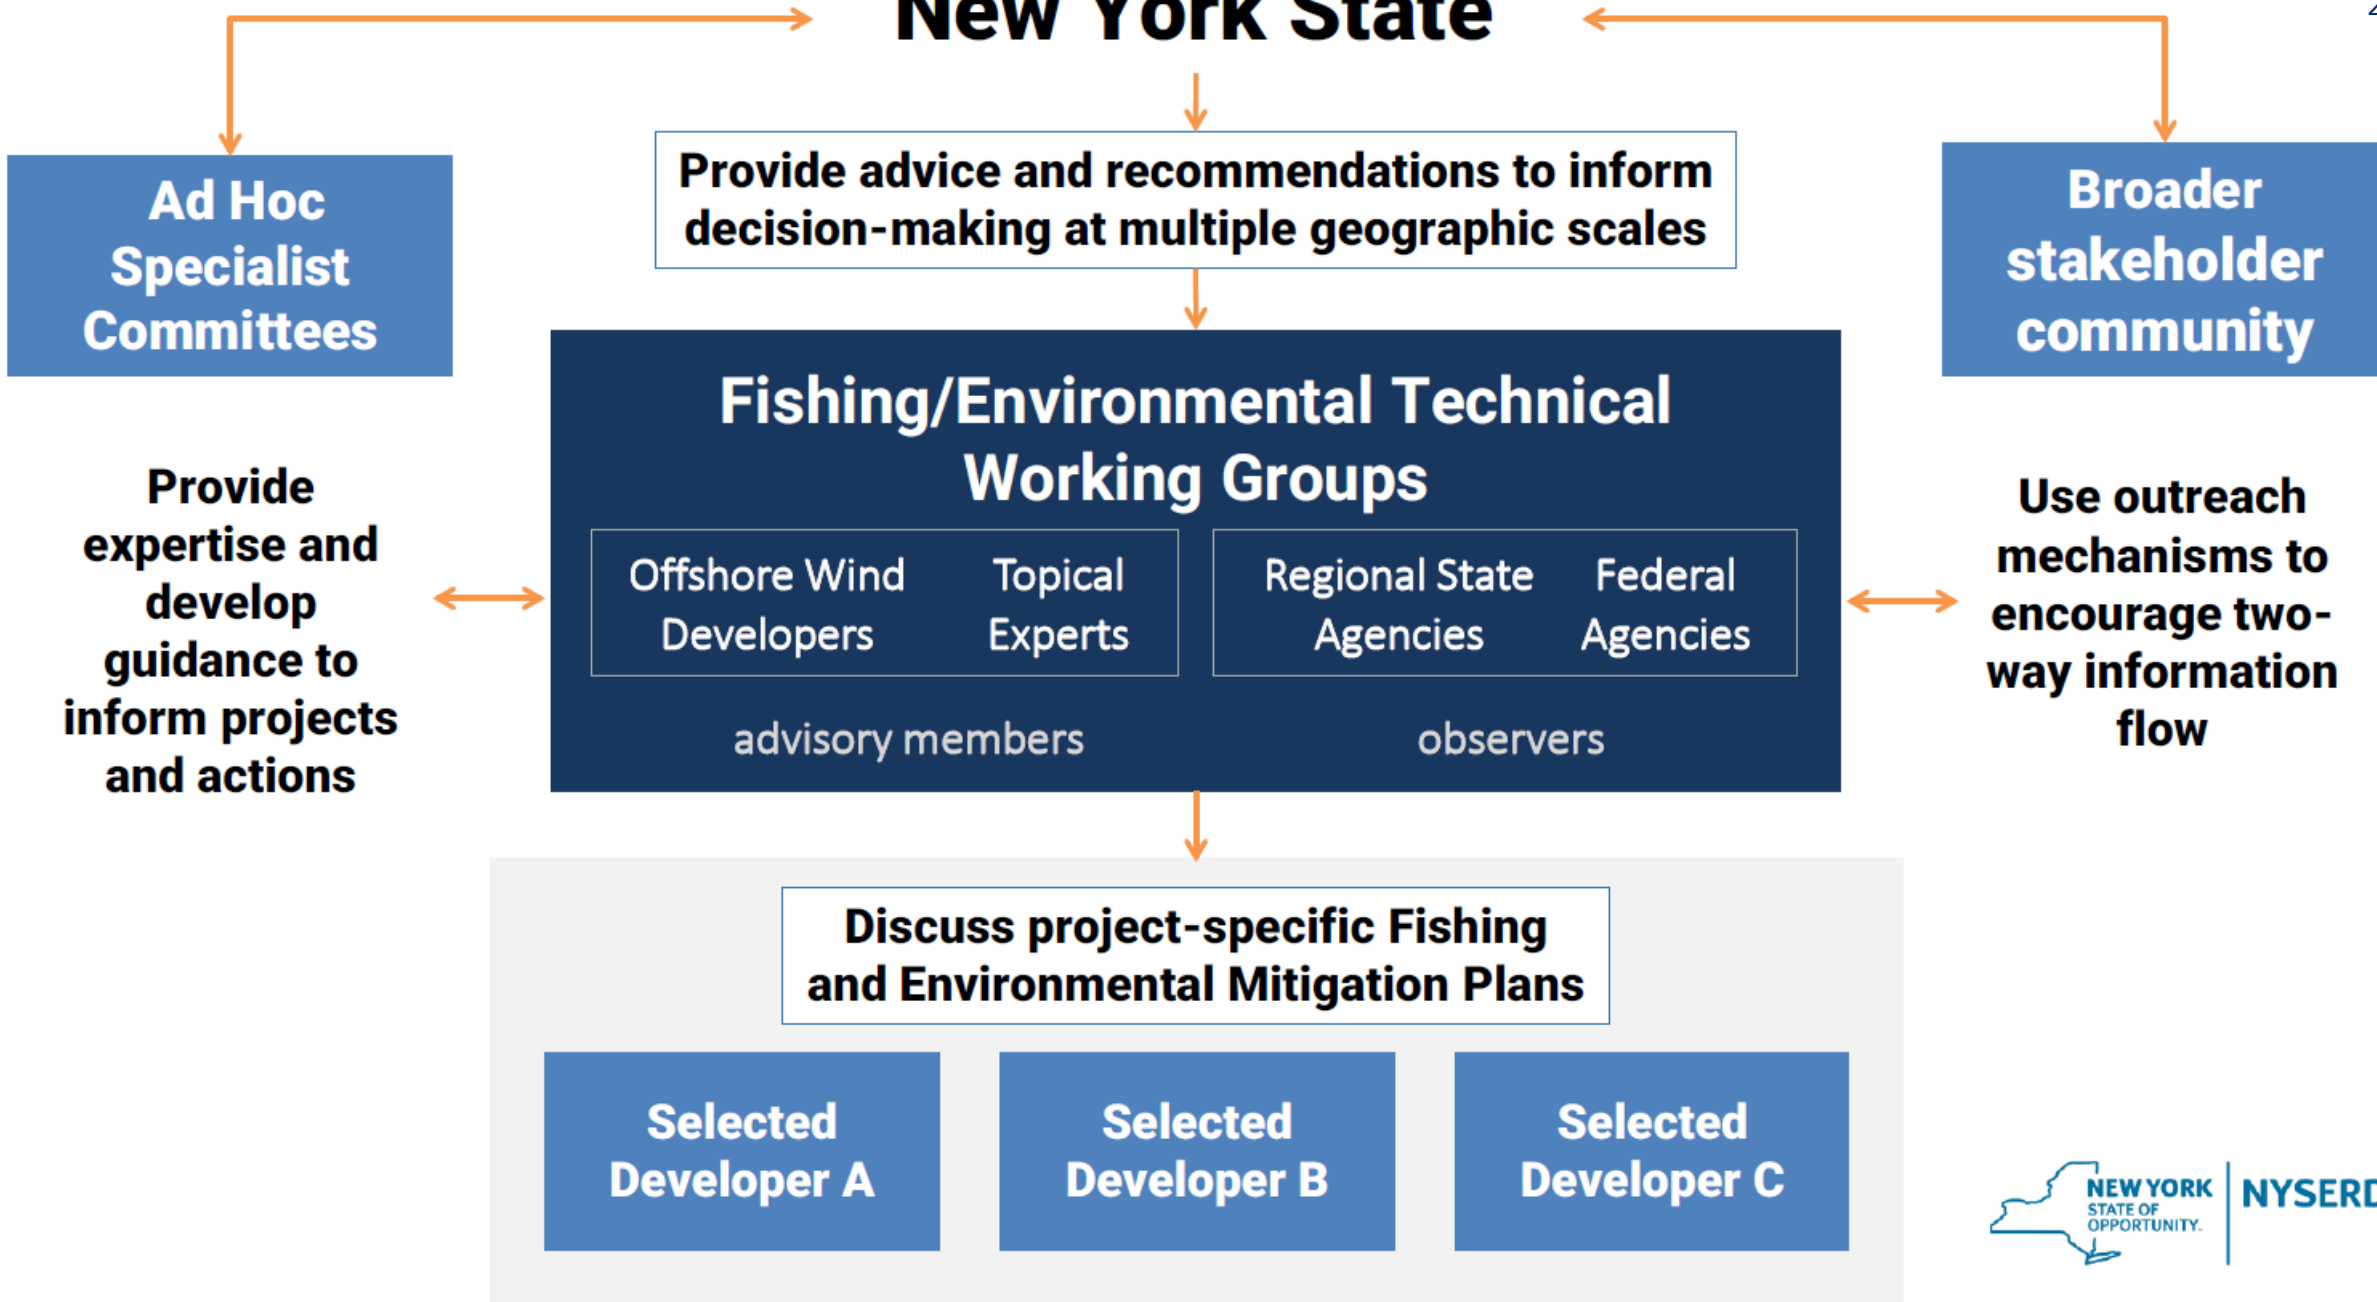 New York State
Provide advice and recommendations to inform
decision-making at multiple geographic scales
Ad Hoc
Specialist
Committees
Broader
stakeholder
community
Fishing/Environmental Technical
Working Groups
Offshore Wind
Developers
Topical
Experts
Regional State
Agencies
Federal
Agencies
advisory members
observers
Provide
expertise and
develop
guidance to
inform projects
and actions
Use outreach
mechanisms to
encourage two-
way information
flow
Discuss project-specific Fishing
and Environmental Mitigation Plans
Selected
Developer A
Selected
Developer B
Selected
Developer C
NEW YORK
STATE OF
OPPORTUNITY.
NYSERD